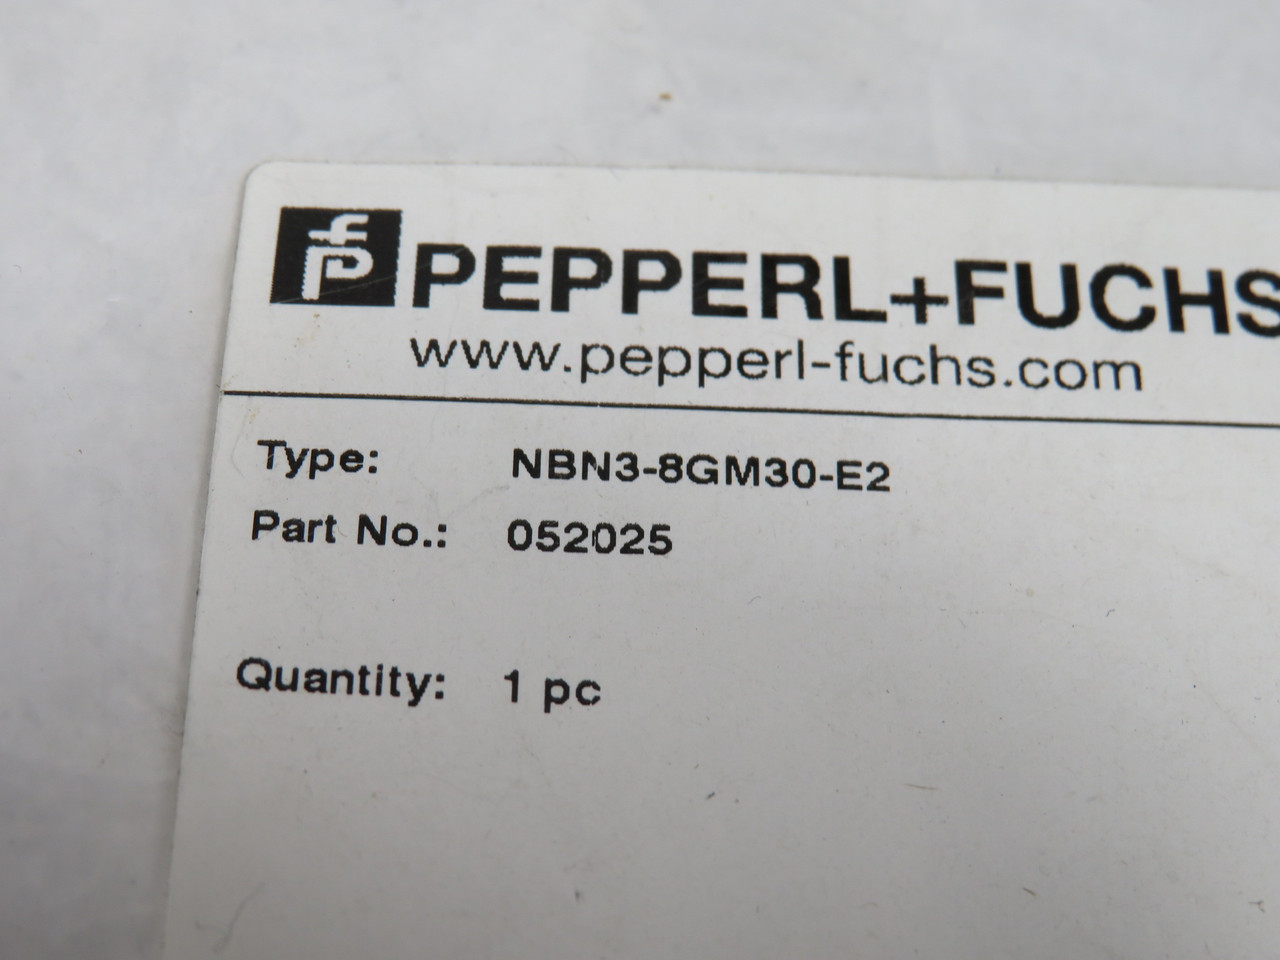 PEPPERL+FUCHS
www.pepperl-fuchs.com
Type: NBN3-8GM30-E2
Part No.: 052025
Quantity: 1 pc